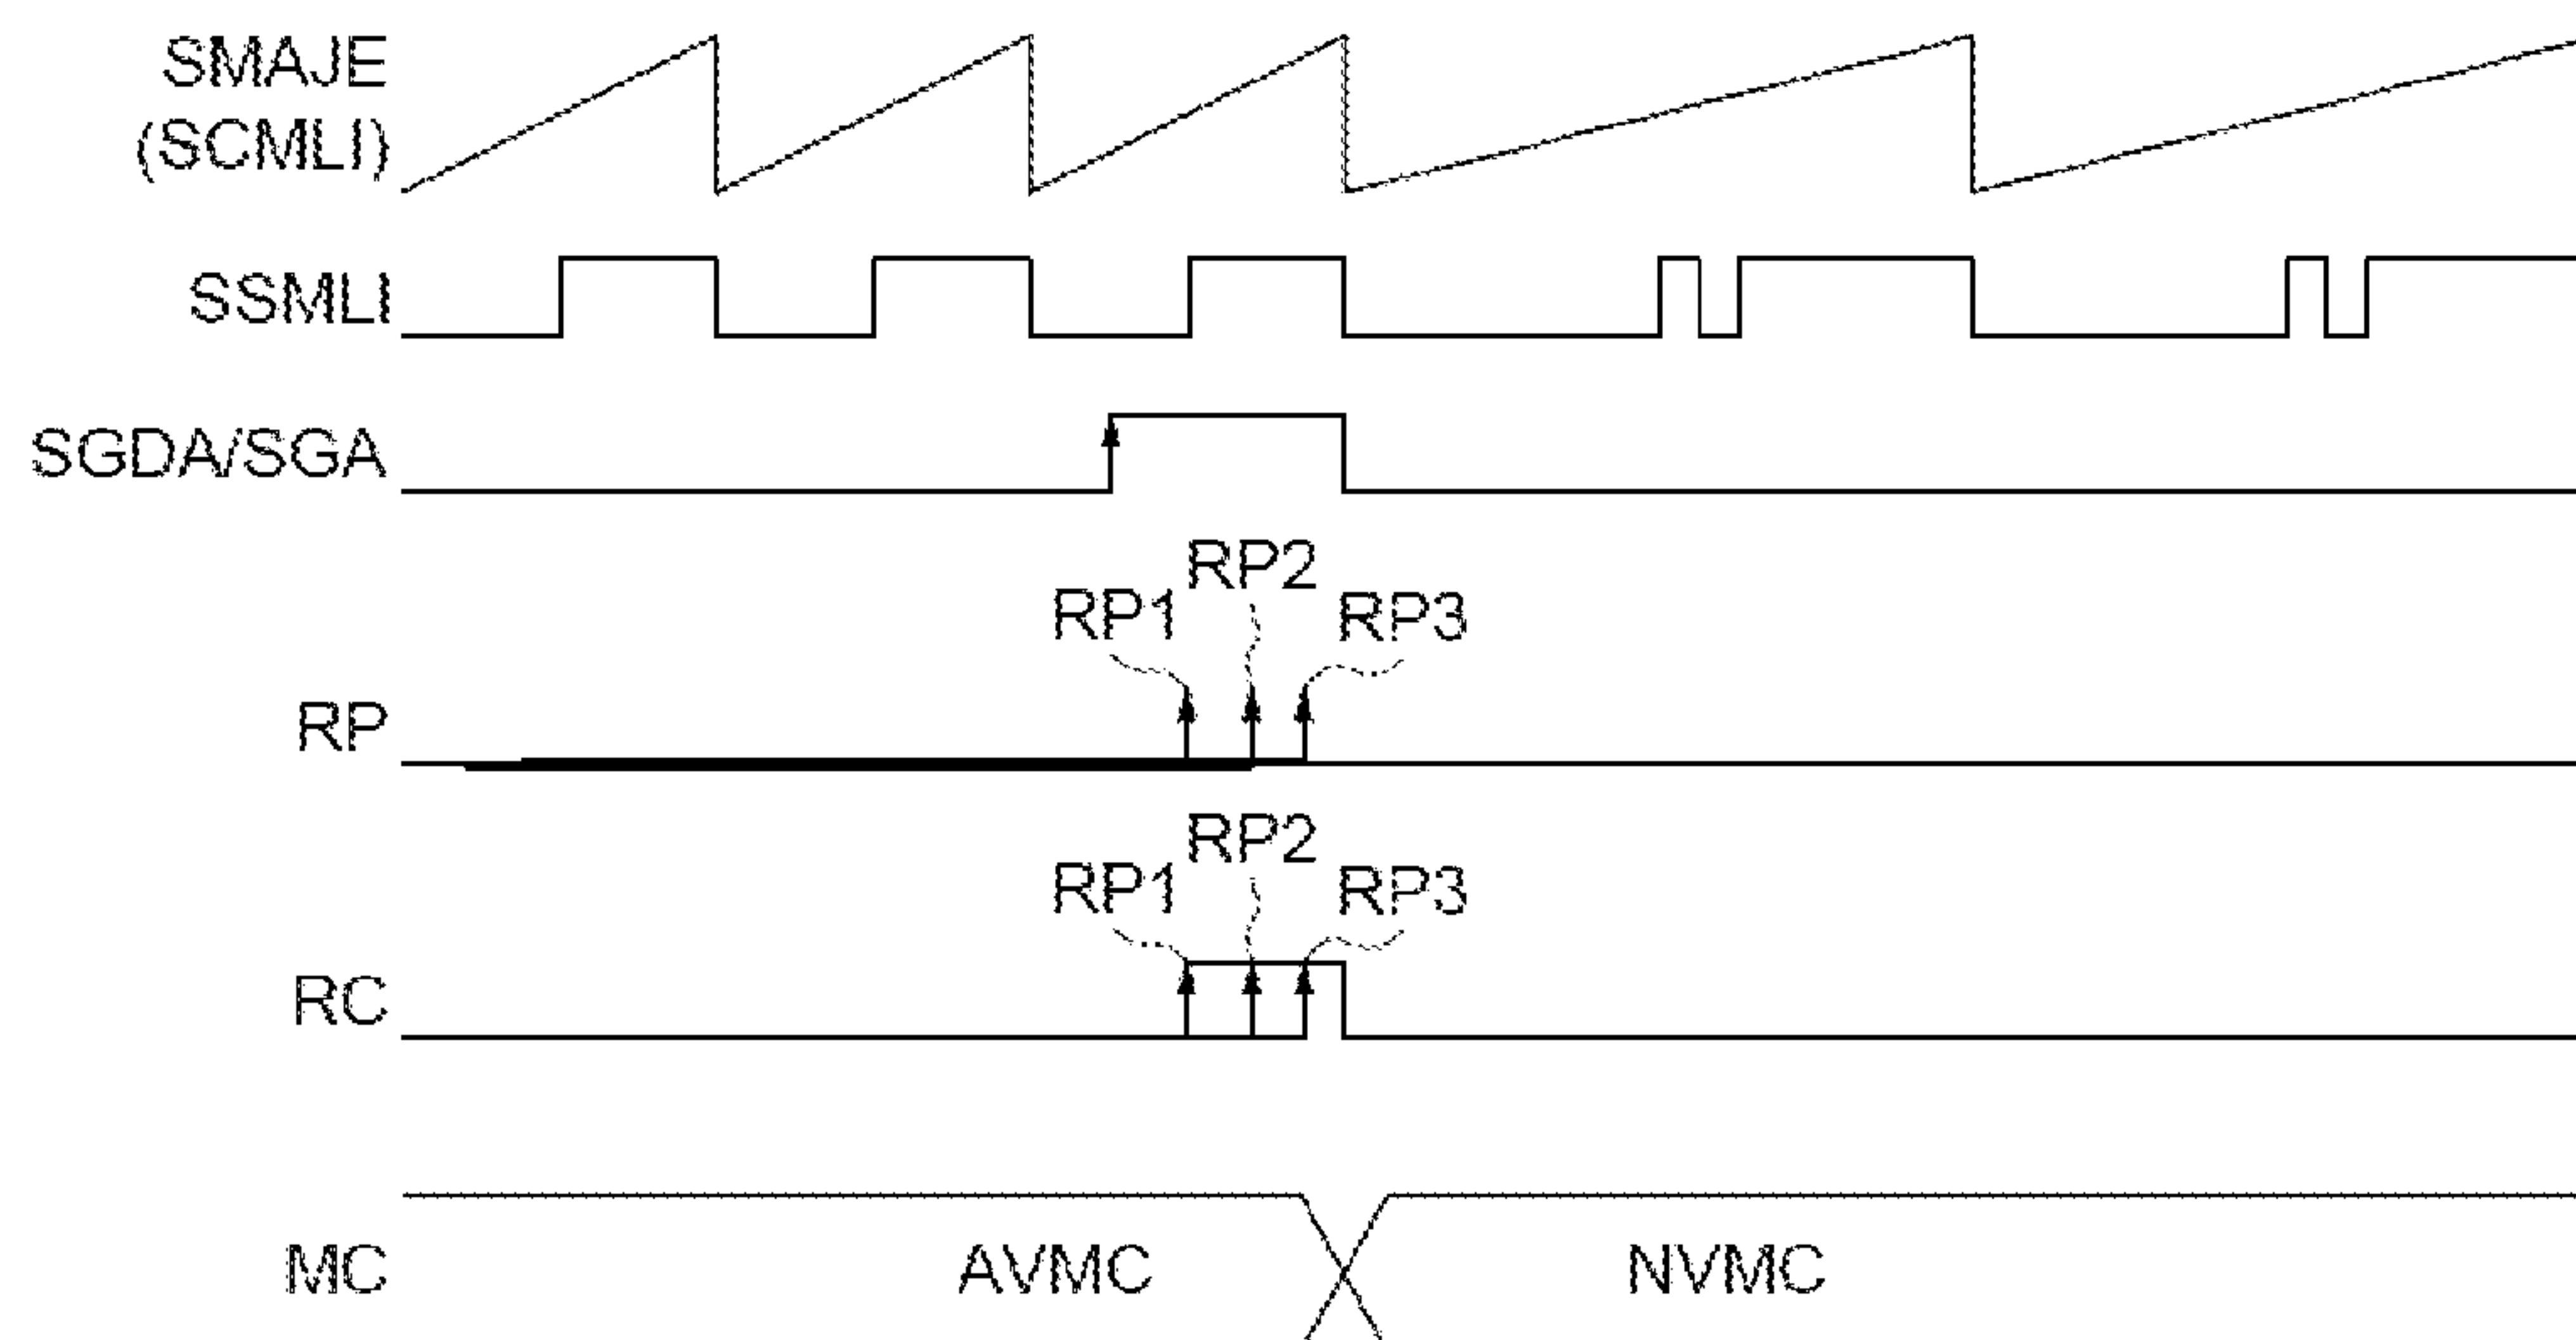 SMAJE
(SCMLI)
SSMLI
SGDA/SGA
RP2
RP1
RP3
RP
RP2
RP1
RP3
RC
MC
AVMC
NVMC